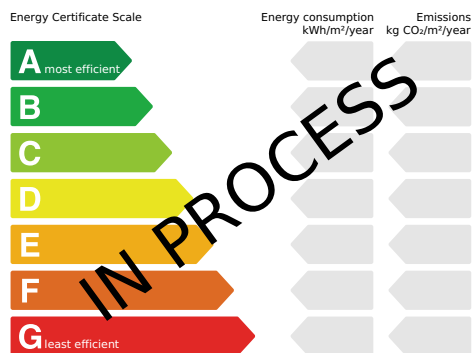 Energy Certificate Scale
Energy consumption
kWh/m²/year
Emissions
kg CO₂/m²/year
A most efficient
B
C
D
E
F
G least efficient
IN PROCESS